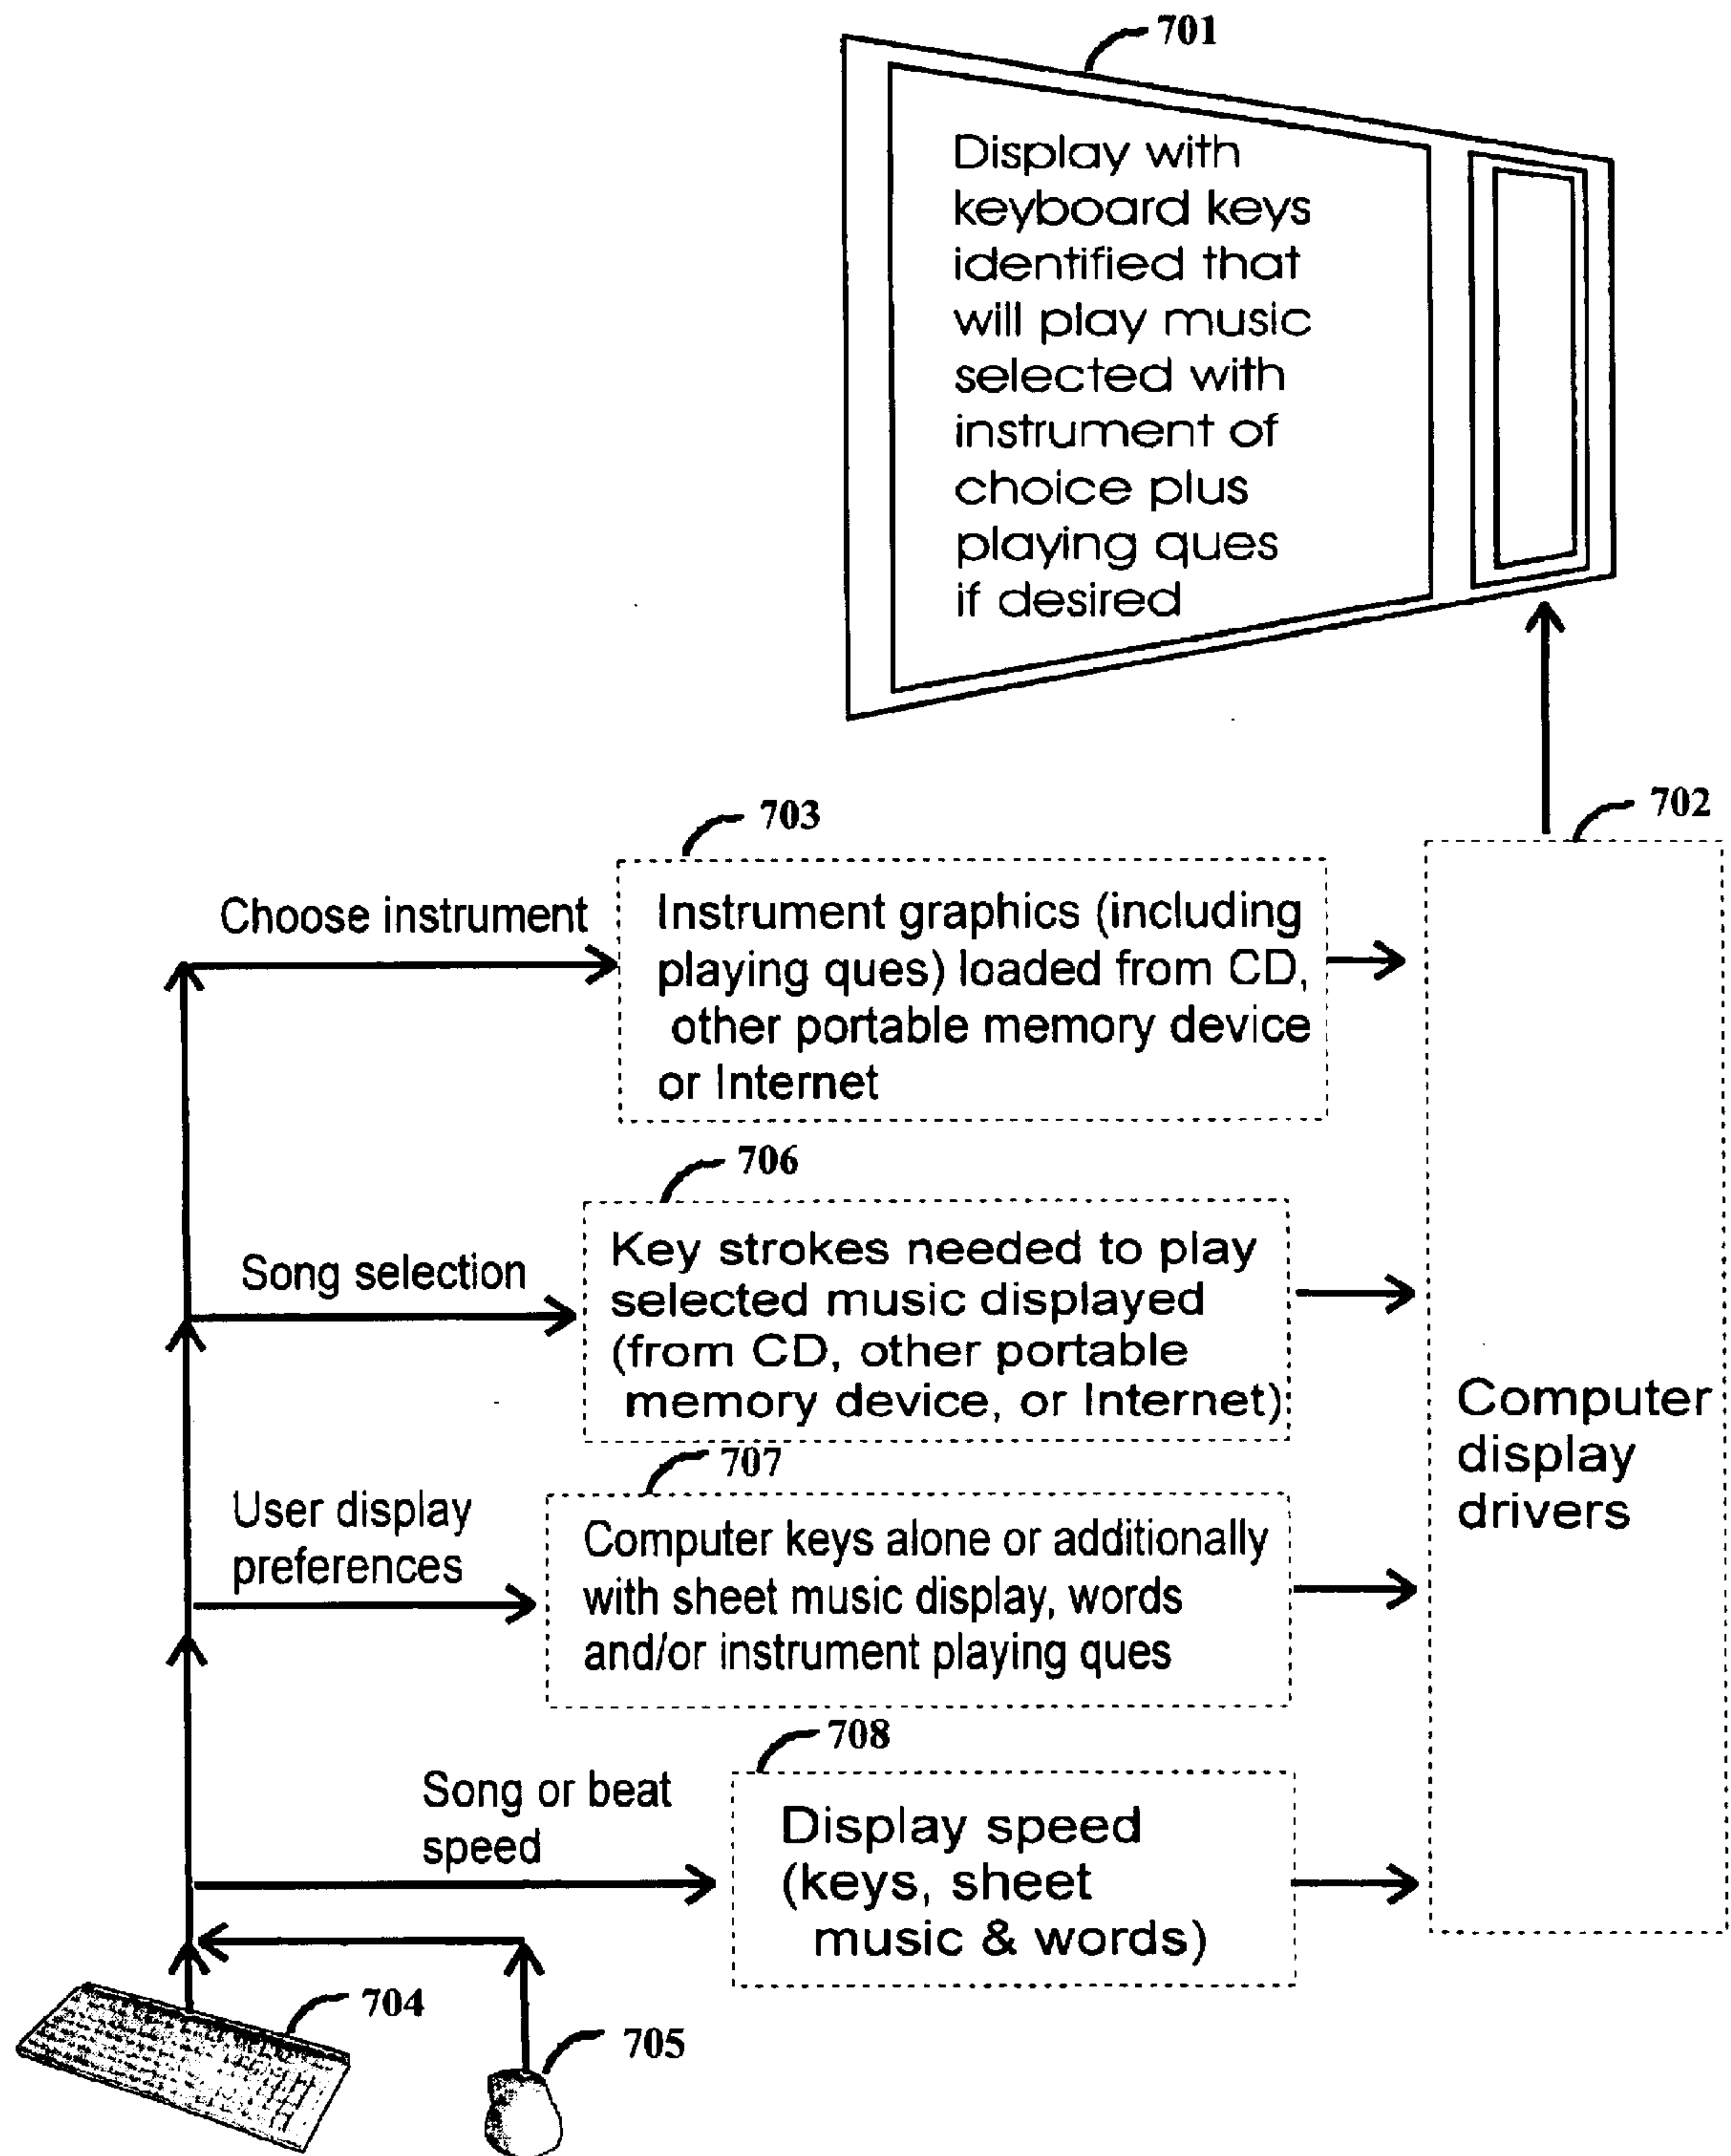 701
Display with
keyboard keys
identified that
will play music
selected with
instrument of
choice plus
playing ques
if desired
702
703
Choose instrument
Instrument graphics (including
playing ques) loaded from CD,
other portable memory device
or Internet
706
Song selection
Key strokes needed to play
selected music displayed
(from CD, other portable
memory device, or Internet)
Computer
display
drivers
707
User display
preferences
Computer keys alone or additionally
with sheet music display, words
and/or instrument playing ques
708
Song or beat
speed
Display speed
(keys, sheet
music & words)
704
705